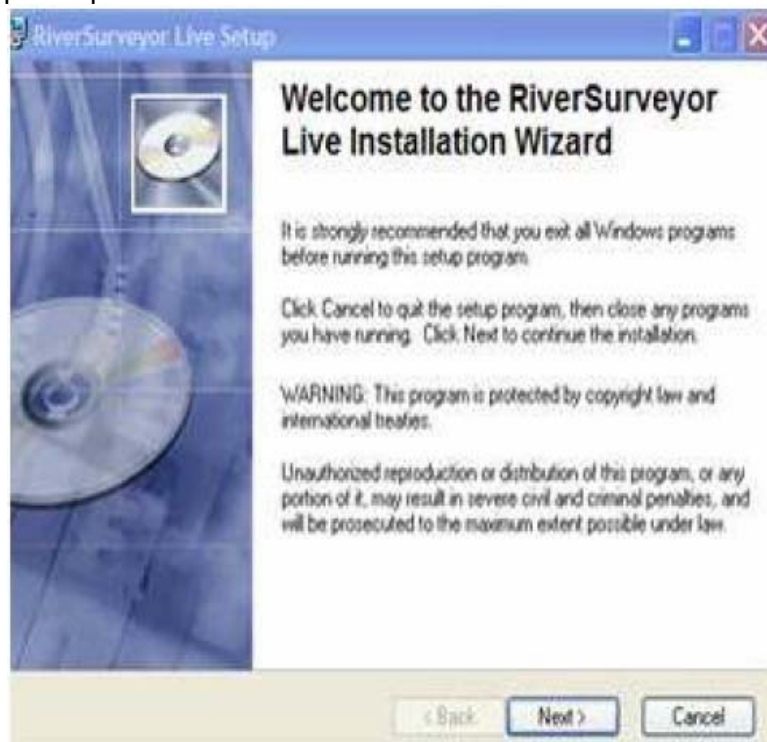 RiverSurveyor Live Setup
Welcome to the RiverSurveyor
Live Installation Wizard
It is strongly recommended that you exit all Windows programs
before running this setup program.
Click Cancel to quit the setup program, then close any programs
you have running. Click Next to continue the installation.
WARNING: This program is protected by copyright law and
international treaties.
Unauthorized reproduction or distribution of this program, or any
portion of it, may result in severe civil and criminal penalties, and
will be prosecuted to the maximum extent possible under law.
< Back Next > Cancel